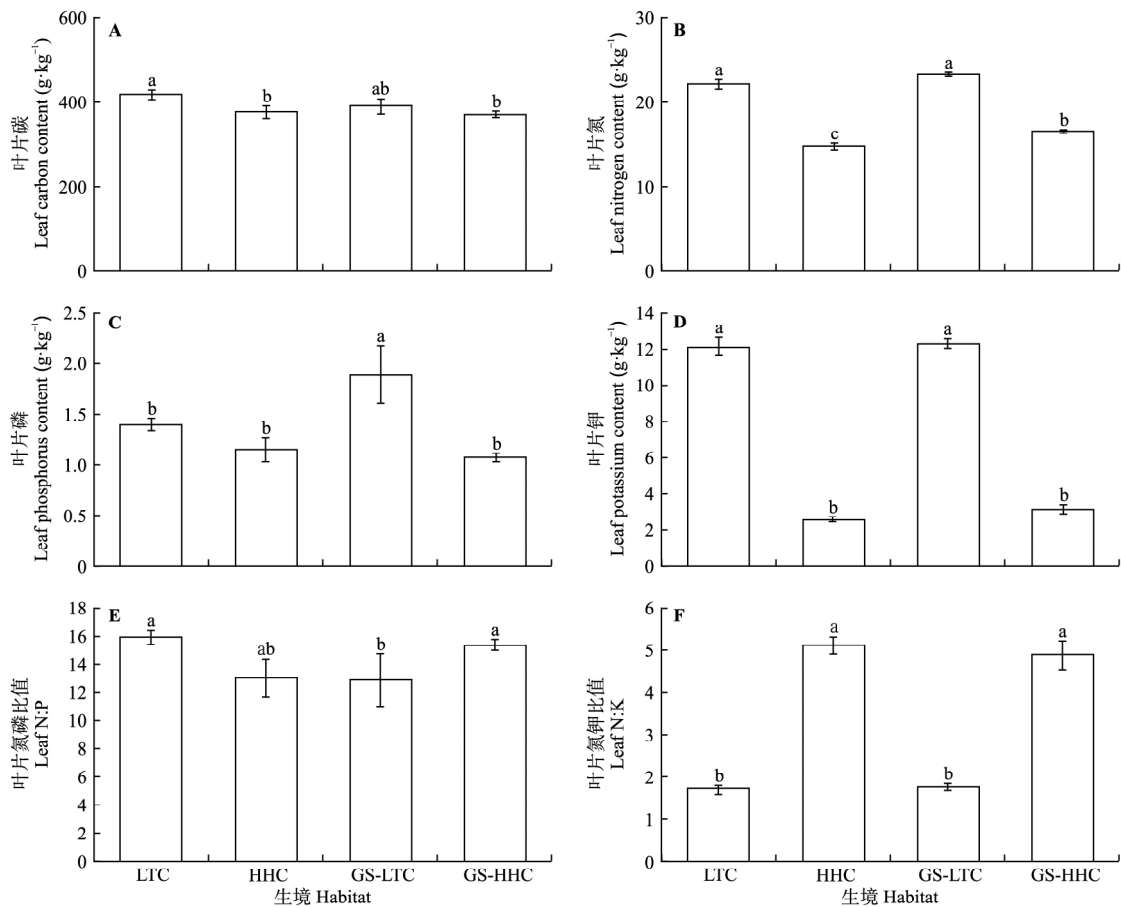 A
叶片碳
Leaf carbon content (g·kg⁻¹)
600
400
200
0
a
b
ab
b
B
叶片氮
Leaf nitrogen content (g·kg⁻¹)
30
20
10
0
a
c
a
b
C
叶片磷
Leaf phosphorus content (g·kg⁻¹)
2.5
2.0
1.5
1.0
0.5
0
b
b
a
b
D
叶片钾
Leaf potassium content (g·kg⁻¹)
14
12
10
8
6
4
2
0
a
b
a
b
E
叶片氮磷比值
Leaf N:P
18
16
14
12
10
8
6
4
2
0
a
ab
b
a
LTC HHC GS-LTC GS-HHC
生境 Habitat
F
叶片氮钾比值
Leaf N:K
6
5
4
3
2
1
0
b
a
b
a
LTC HHC GS-LTC GS-HHC
生境 Habitat